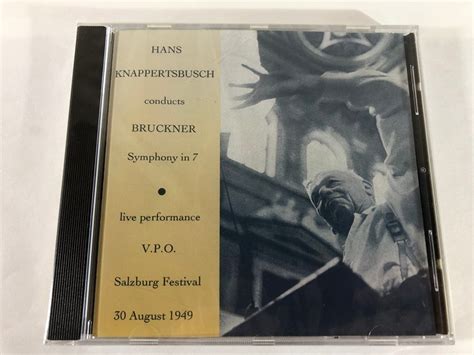 HANS
KNAPPERTSBUSCH
conducts
BRUCKNER
Symphony in 7
live performance
V.P.O.
Salzburg Festival
30 August 1949